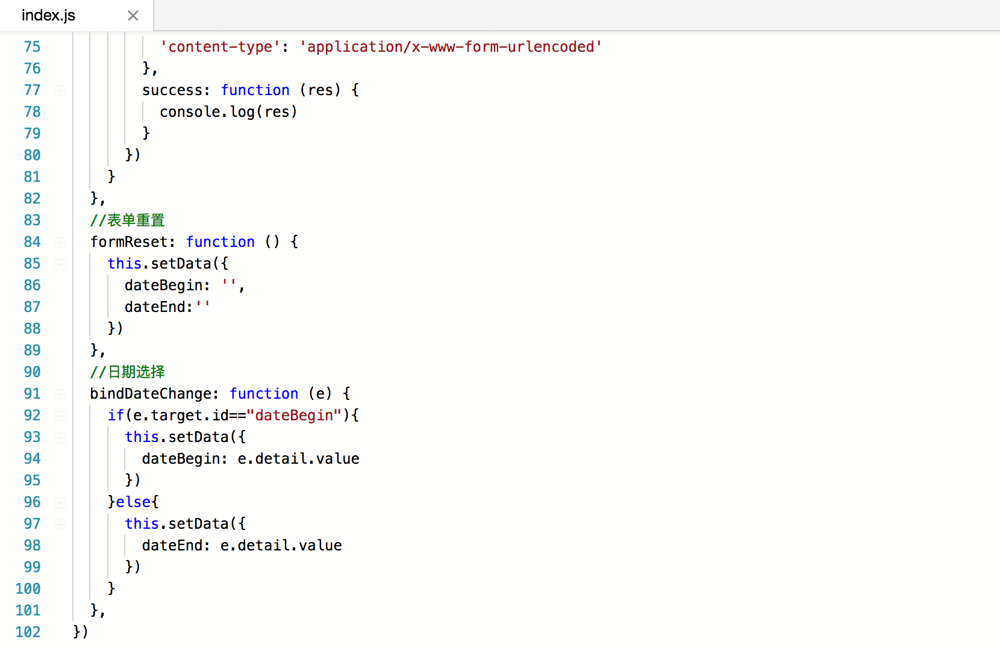 index.js
75 'content-type': 'application/x-www-form-urlencoded'
76 },
77 success: function (res) {
78 console.log(res)
79 }
80 })
81 }
82 },
83 //表单重置
84 formReset: function () {
85 this.setData({
86 dateBegin: '',
87 dateEnd:''
88 })
89 },
90 //日期选择
91 bindDateChange: function (e) {
92 if(e.target.id=="dateBegin"){
93 this.setData({
94 dateBegin: e.detail.value
95 })
96 }else{
97 this.setData({
98 dateEnd: e.detail.value
99 })
100 }
101 },
102 })